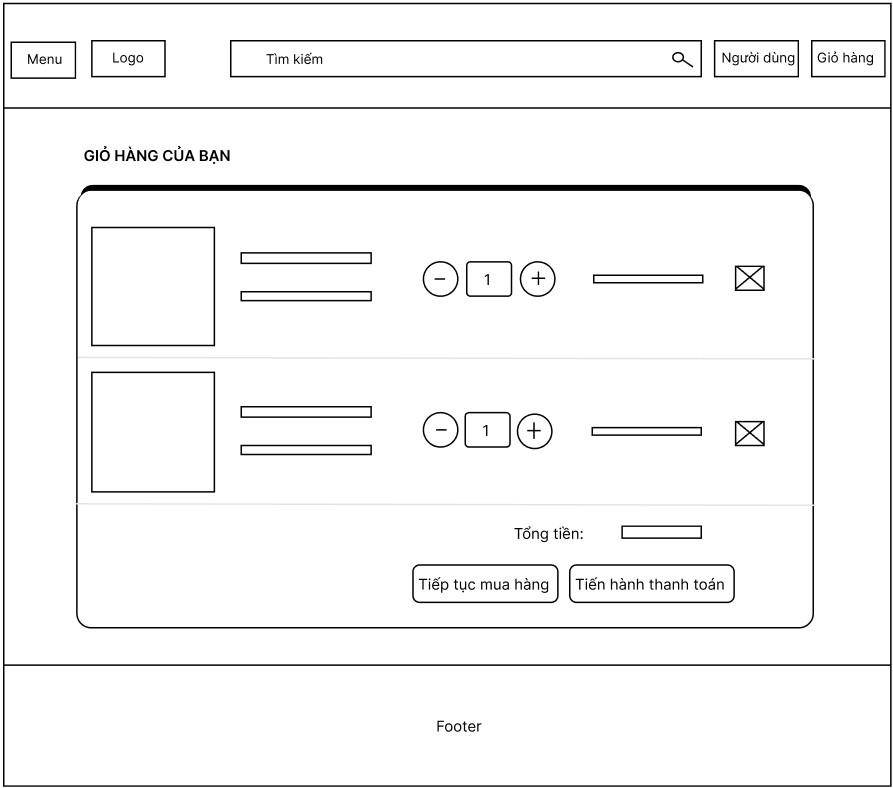 Menu
Logo
Tìm kiếm
Người dùng
Giỏ hàng
GIỎ HÀNG CỦA BẠN
− 1 +
− 1 +
Tổng tiền:
Tiếp tục mua hàng
Tiến hành thanh toán
Footer